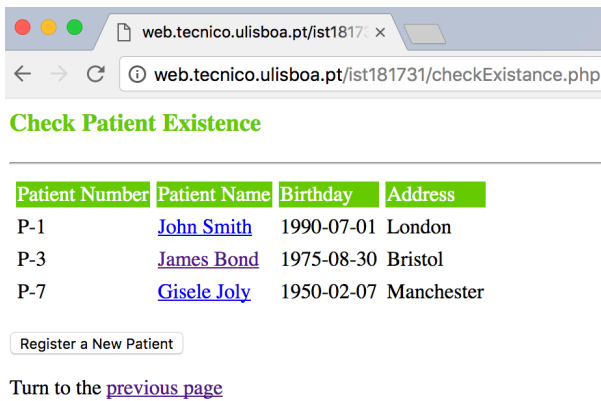 web.tecnico.ulisboa.pt/ist1817
web.tecnico.ulisboa.pt/ist181731/checkExistance.php
Check Patient Existence
Patient Number Patient Name Birthday Address
P-1 John Smith 1990-07-01 London
P-3 James Bond 1975-08-30 Bristol
P-7 Gisele Joly 1950-02-07 Manchester
Register a New Patient
Turn to the previous page